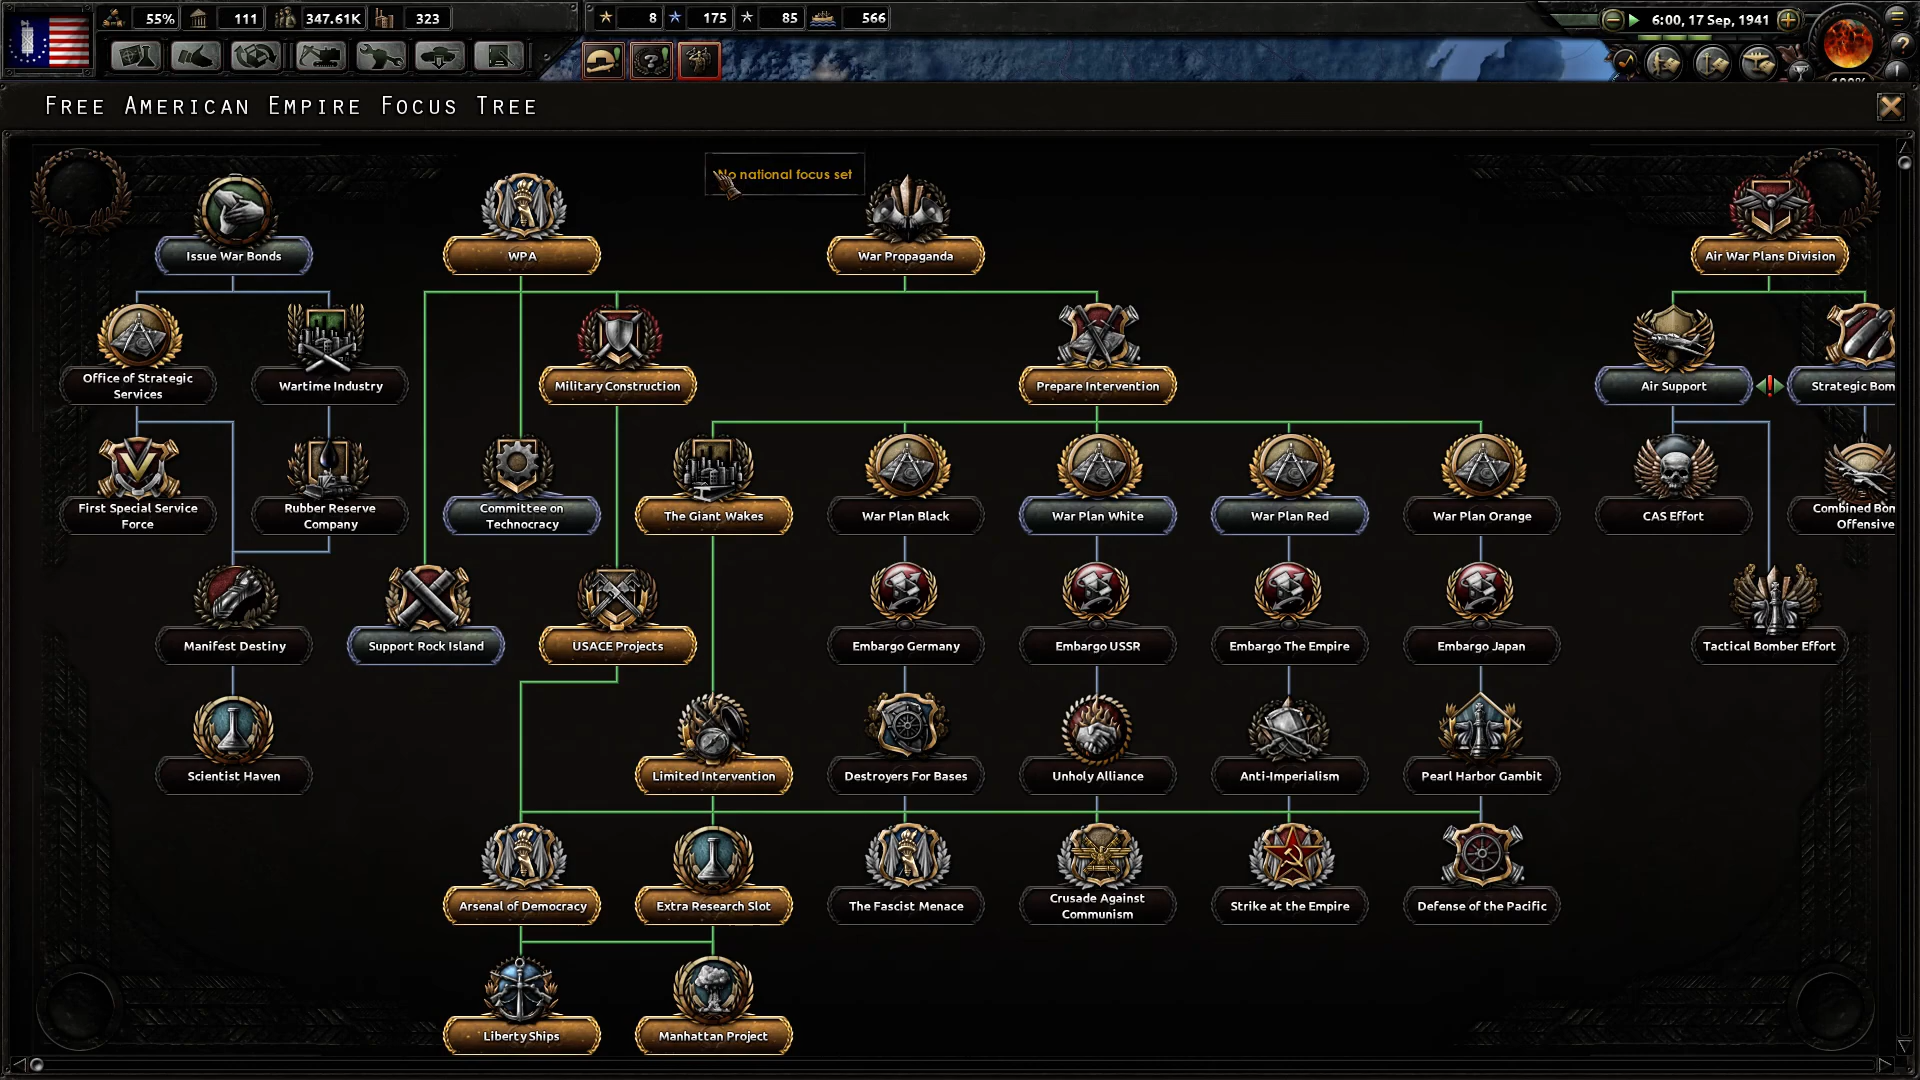 55% 111 347.61K 323 8 175 85 566 6:00, 17 Sep, 1941
Free American Empire Focus Tree
No national focus set
Issue War Bonds
WPA
War Propaganda
Air War Plans Division
Office of Strategic
Services
Wartime Industry
Military Construction
Prepare Intervention
Air Support
Strategic Bom
First Special Service
Force
Rubber Reserve
Company
Committee on
Technocracy
The Giant Wakes
War Plan Black
War Plan White
War Plan Red
War Plan Orange
CAS Effort
Combined Bom
Offensive
Manifest Destiny
Support Rock Island
USACE Projects
Embargo Germany
Embargo USSR
Embargo The Empire
Embargo Japan
Tactical Bomber Effort
Scientist Haven
Limited Intervention
Destroyers For Bases
Unholy Alliance
Anti-Imperialism
Pearl Harbor Gambit
Arsenal of Democracy
Extra Research Slot
The Fascist Menace
Crusade Against
Communism
Strike at the Empire
Defense of the Pacific
Liberty Ships
Manhattan Project